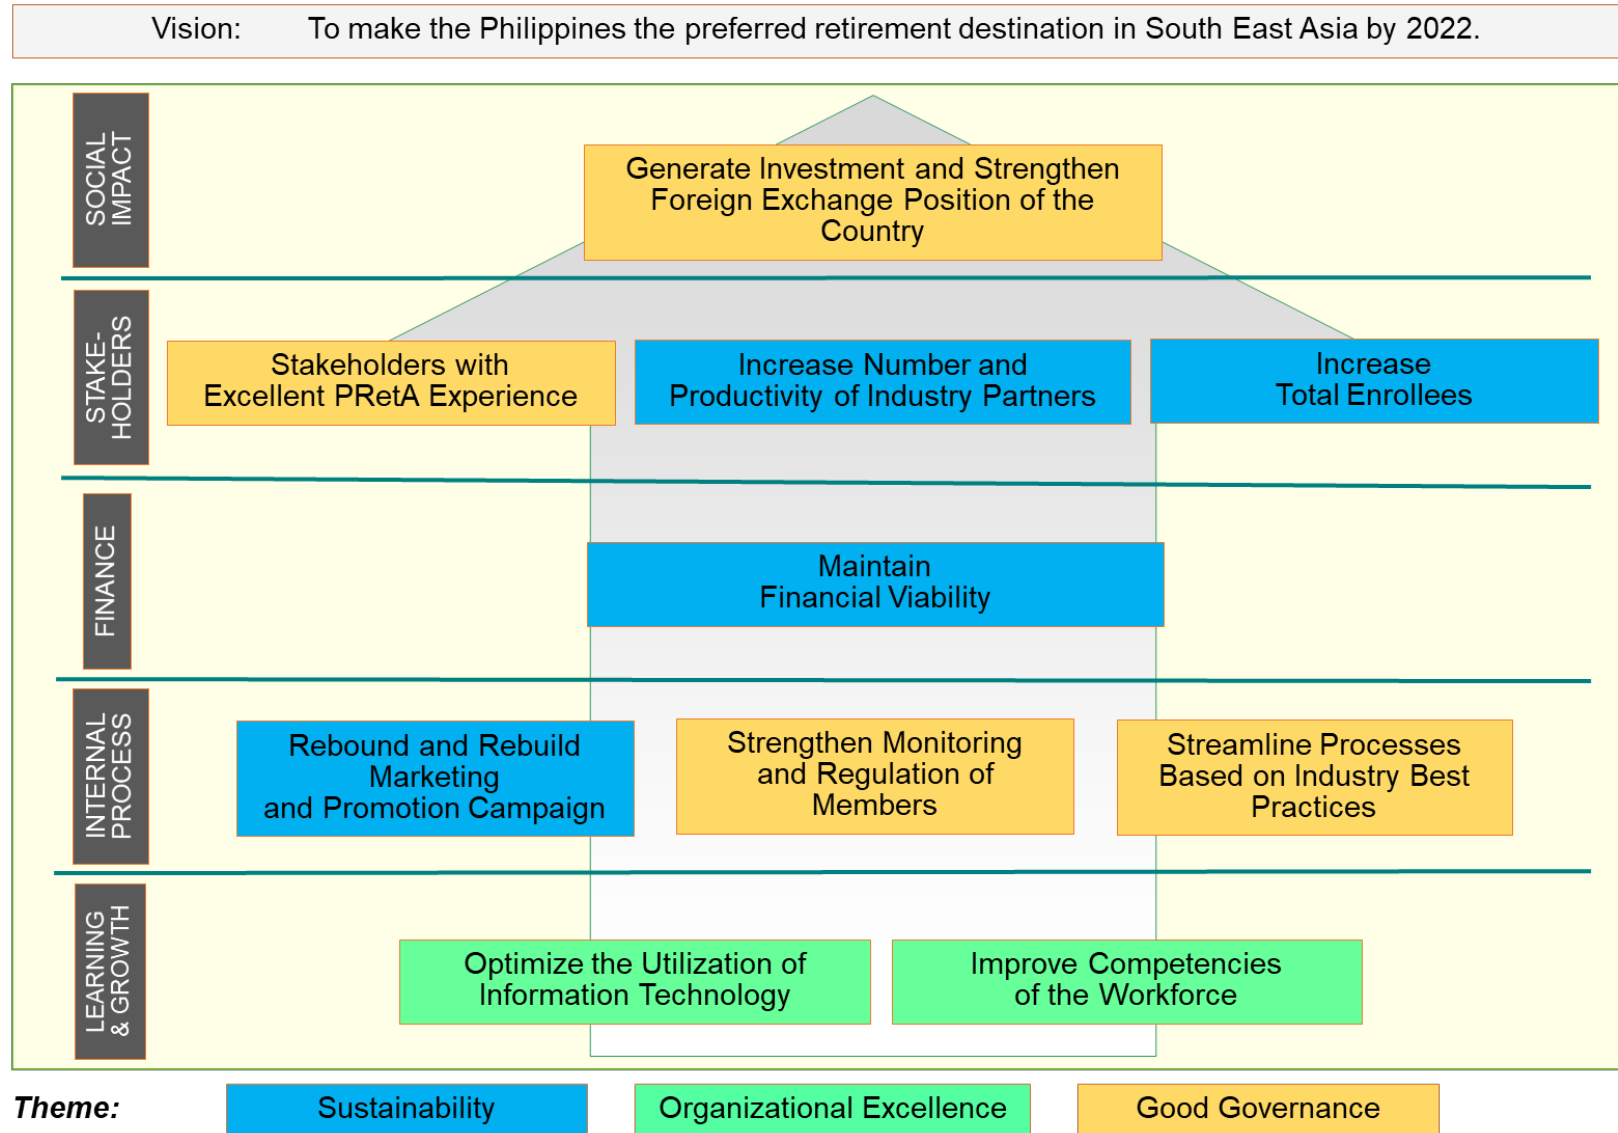 Vision: To make the Philippines the preferred retirement destination in South East Asia by 2022.
SOCIAL
IMPACT
Generate Investment and Strengthen
Foreign Exchange Position of the
Country
STAKE-
HOLDERS
Stakeholders with
Excellent PRetA Experience
Increase Number and
Productivity of Industry Partners
Increase
Total Enrollees
FINANCE
Maintain
Financial Viability
INTERNAL
PROCESS
Rebound and Rebuild
Marketing
and Promotion Campaign
Strengthen Monitoring
and Regulation of
Members
Streamline Processes
Based on Industry Best
Practices
LEARNING
& GROWTH
Optimize the Utilization of
Information Technology
Improve Competencies
of the Workforce
Theme:
Sustainability
Organizational Excellence
Good Governance